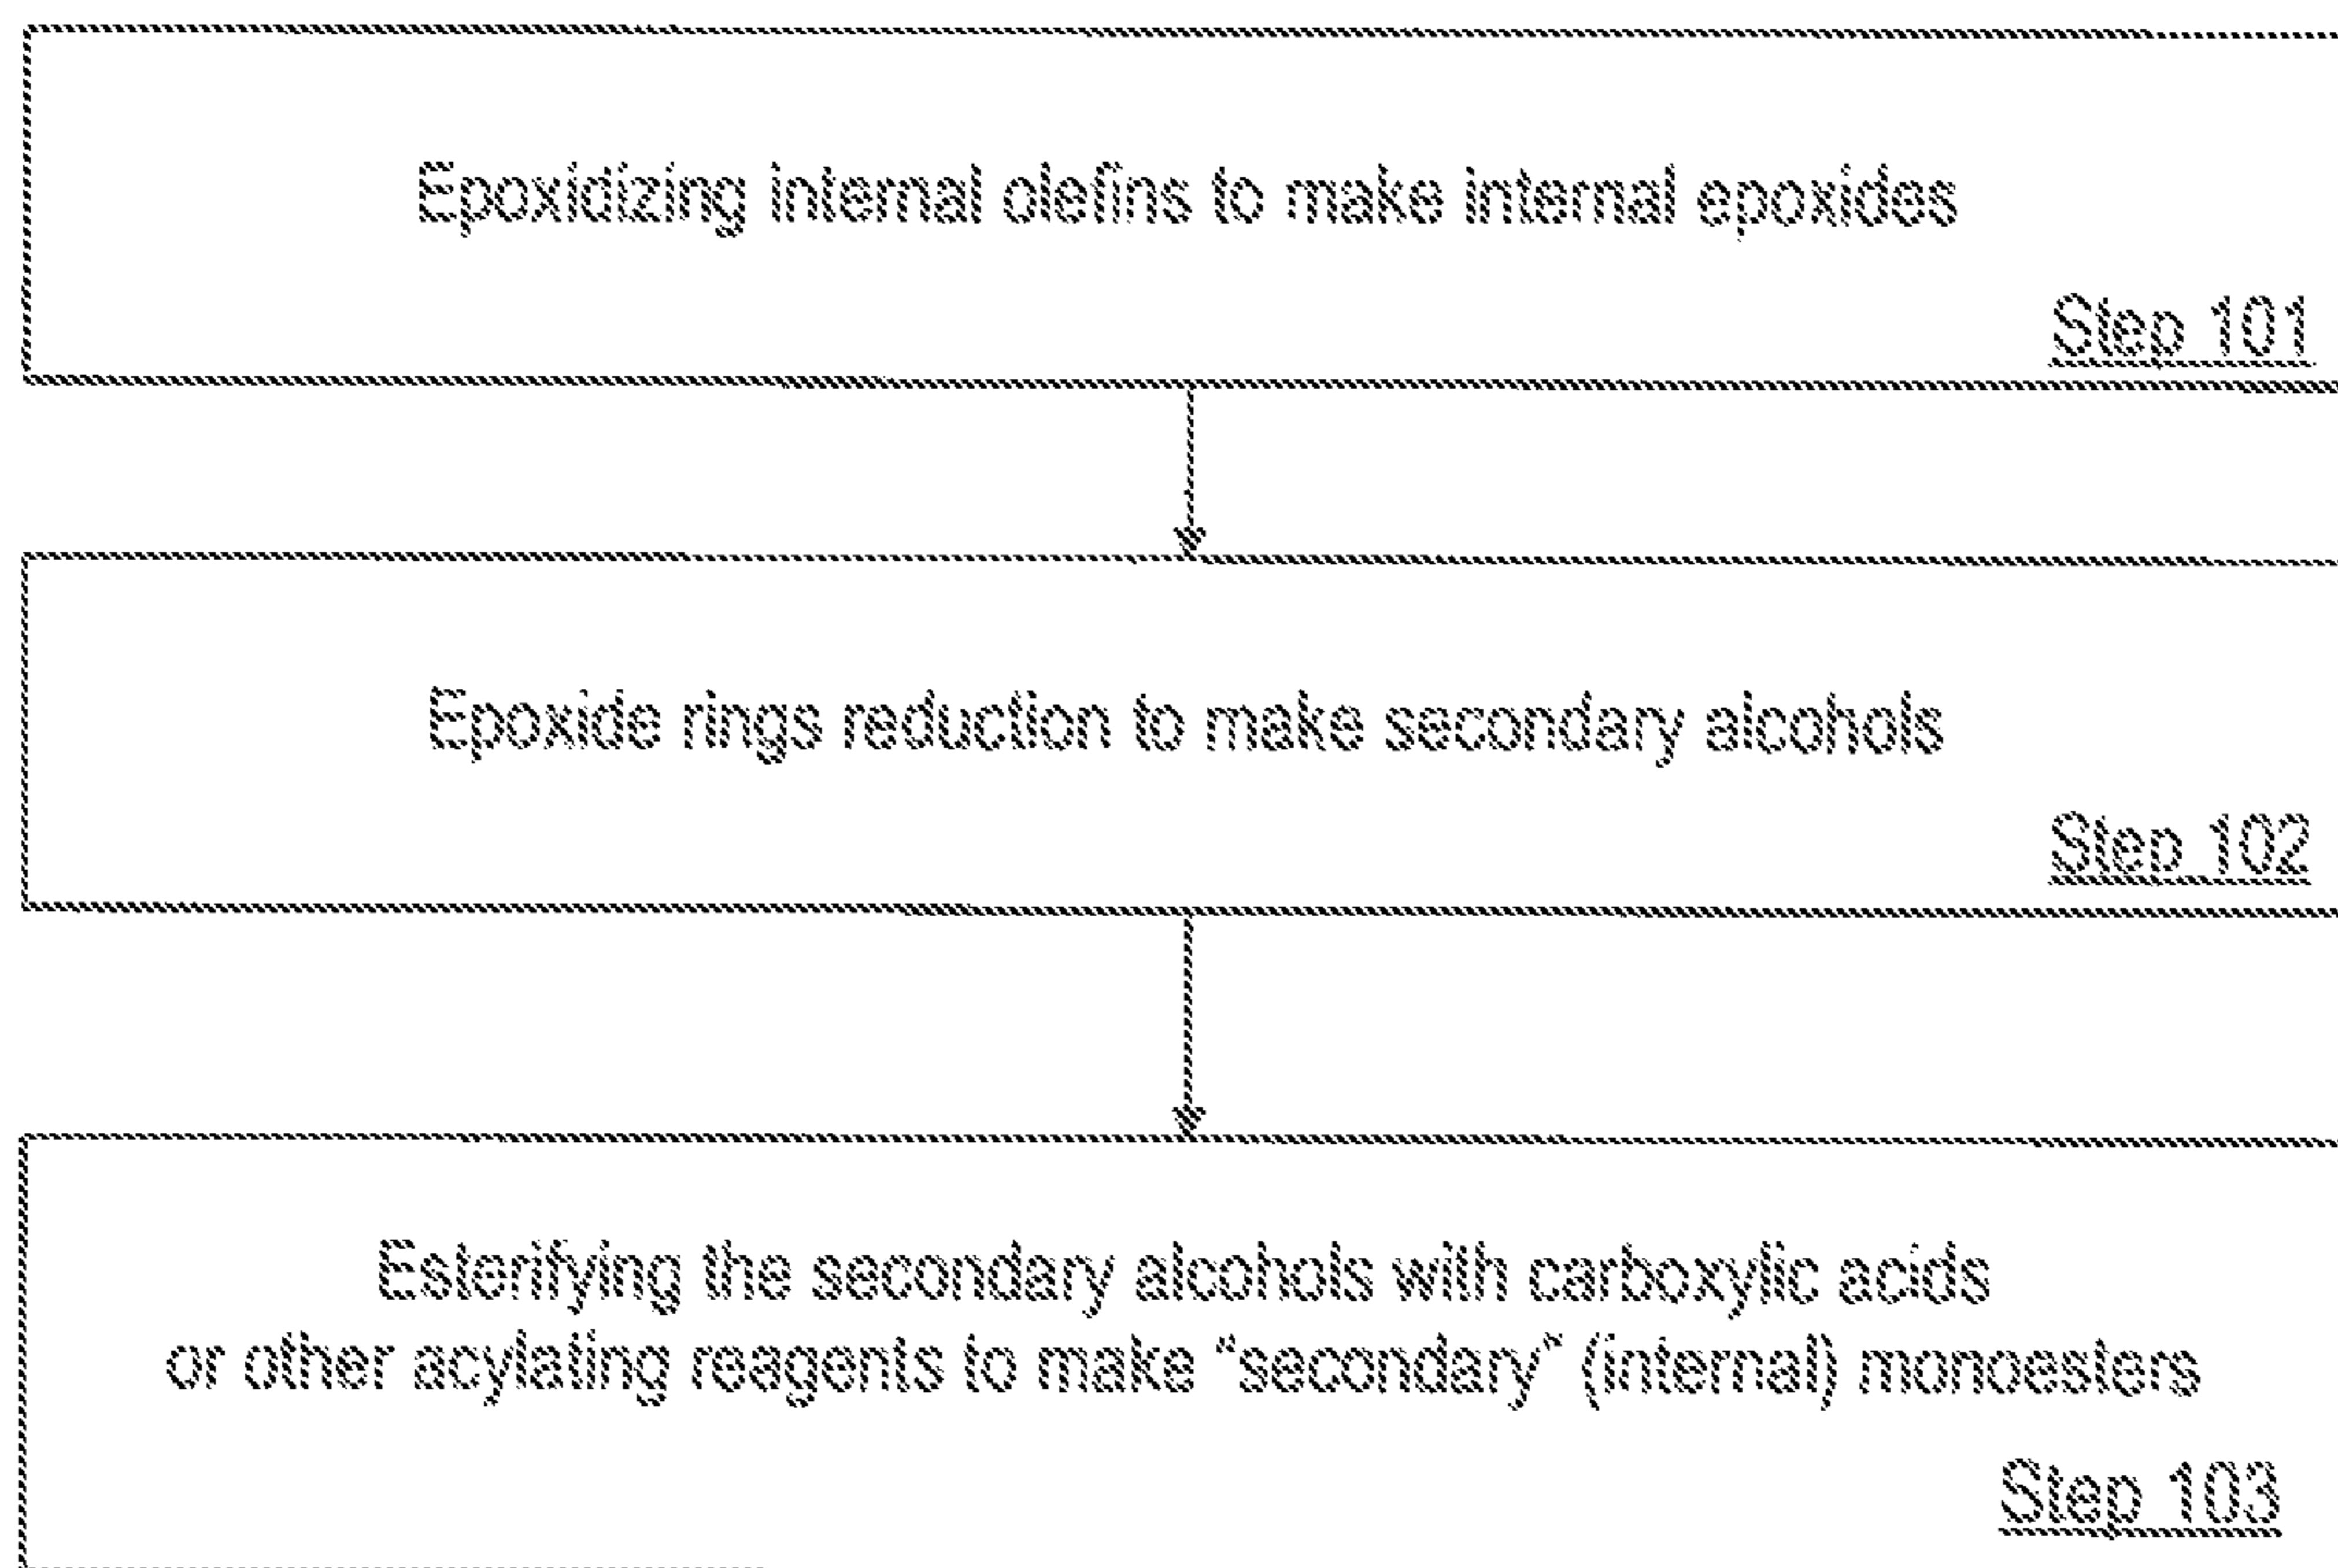 Epoxidizing internal olefins to make internal epoxides
Step 101
Epoxide rings reduction to make secondary alcohols
Step 102
Esterifying the secondary alcohols with carboxylic acids
or other acylating reagents to make “secondary” (internal) monoesters
Step 103